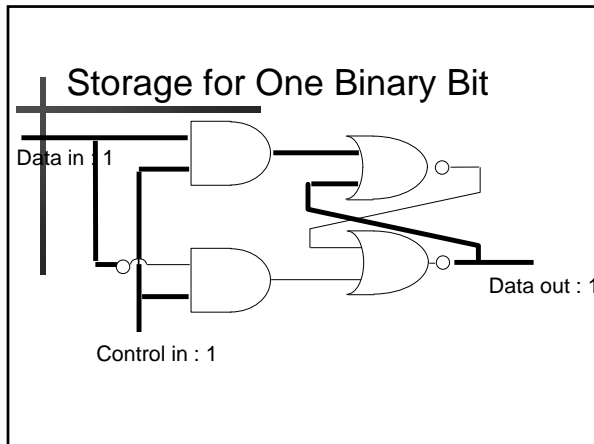 Storage for One Binary Bit
Data in : 1
Data out : 1
Control in : 1